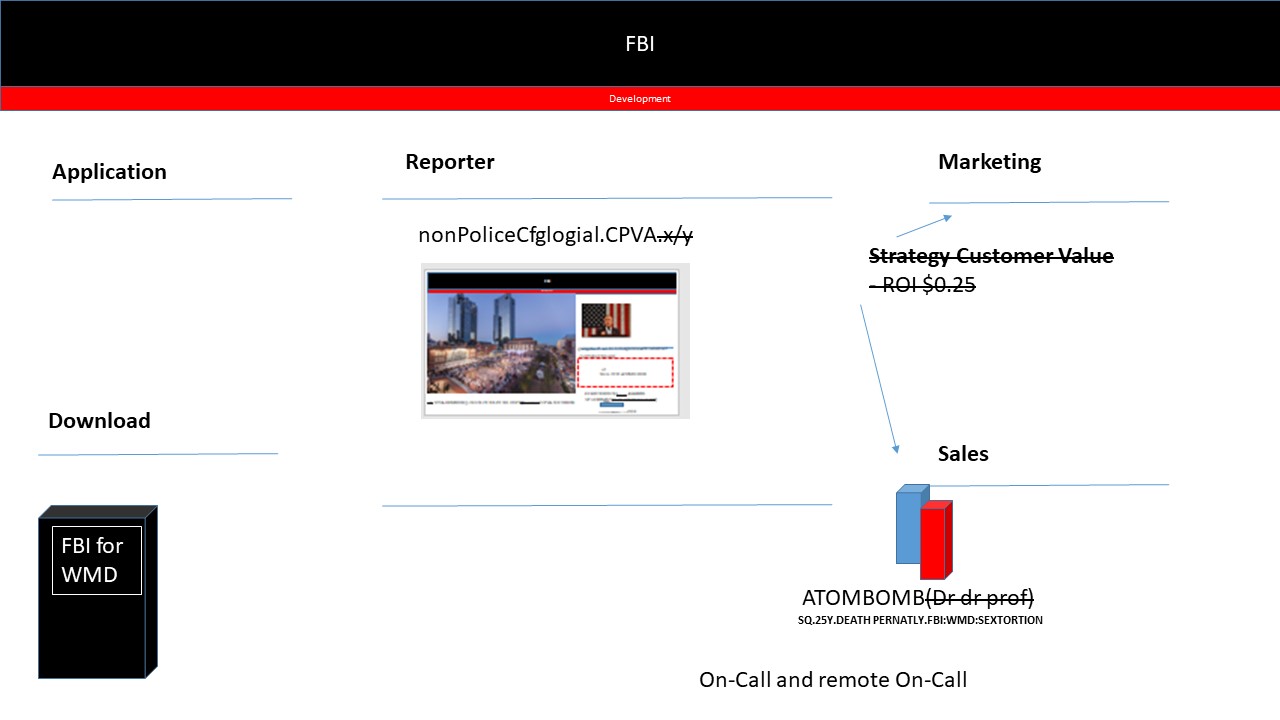 FBI
Development
Application
Reporter
Marketing
nonPoliceCfglogial.CPVA.x/y
Strategy Customer Value
- ROI $0.25
Download
Sales
FBI for
WMD
ATOMBOMB(Dr dr prof)
SQ.25Y.DEATH PERNATLY.FBI:WMD:SEXTORTION
On-Call and remote On-Call